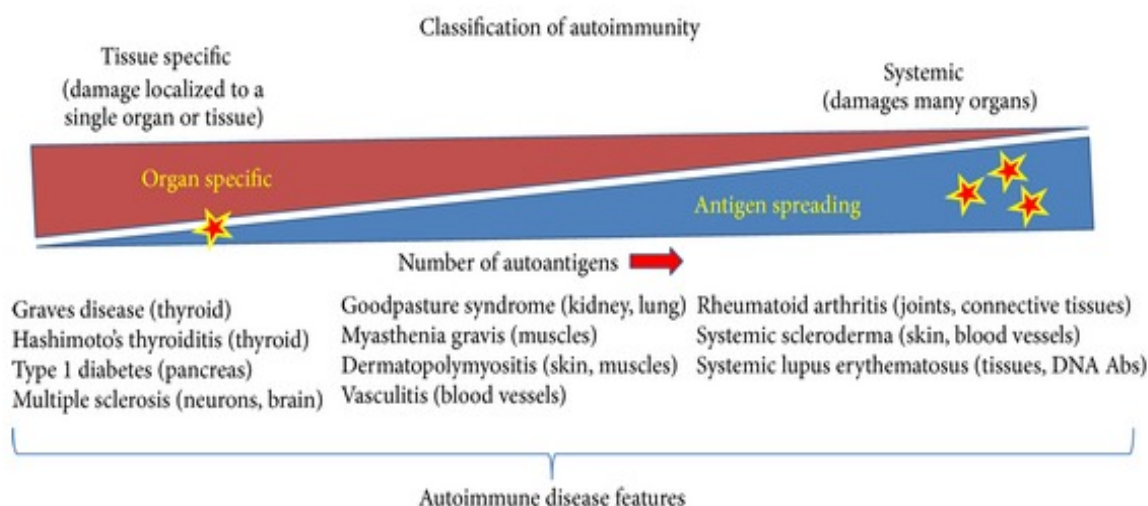 Classification of autoimmunity
Tissue specific
(damage localized to a
single organ or tissue)
Systemic
(damages many organs)
Organ specific
Antigen spreading
Number of autoantigens
Graves disease (thyroid)
Hashimoto's thyroiditis (thyroid)
Type 1 diabetes (pancreas)
Multiple sclerosis (neurons, brain)
Goodpasture syndrome (kidney, lung)
Myasthenia gravis (muscles)
Dermatopolymyositis (skin, muscles)
Vasculitis (blood vessels)
Rheumatoid arthritis (joints, connective tissues)
Systemic scleroderma (skin, blood vessels)
Systemic lupus erythematosus (tissues, DNA Abs)
Autoimmune disease features